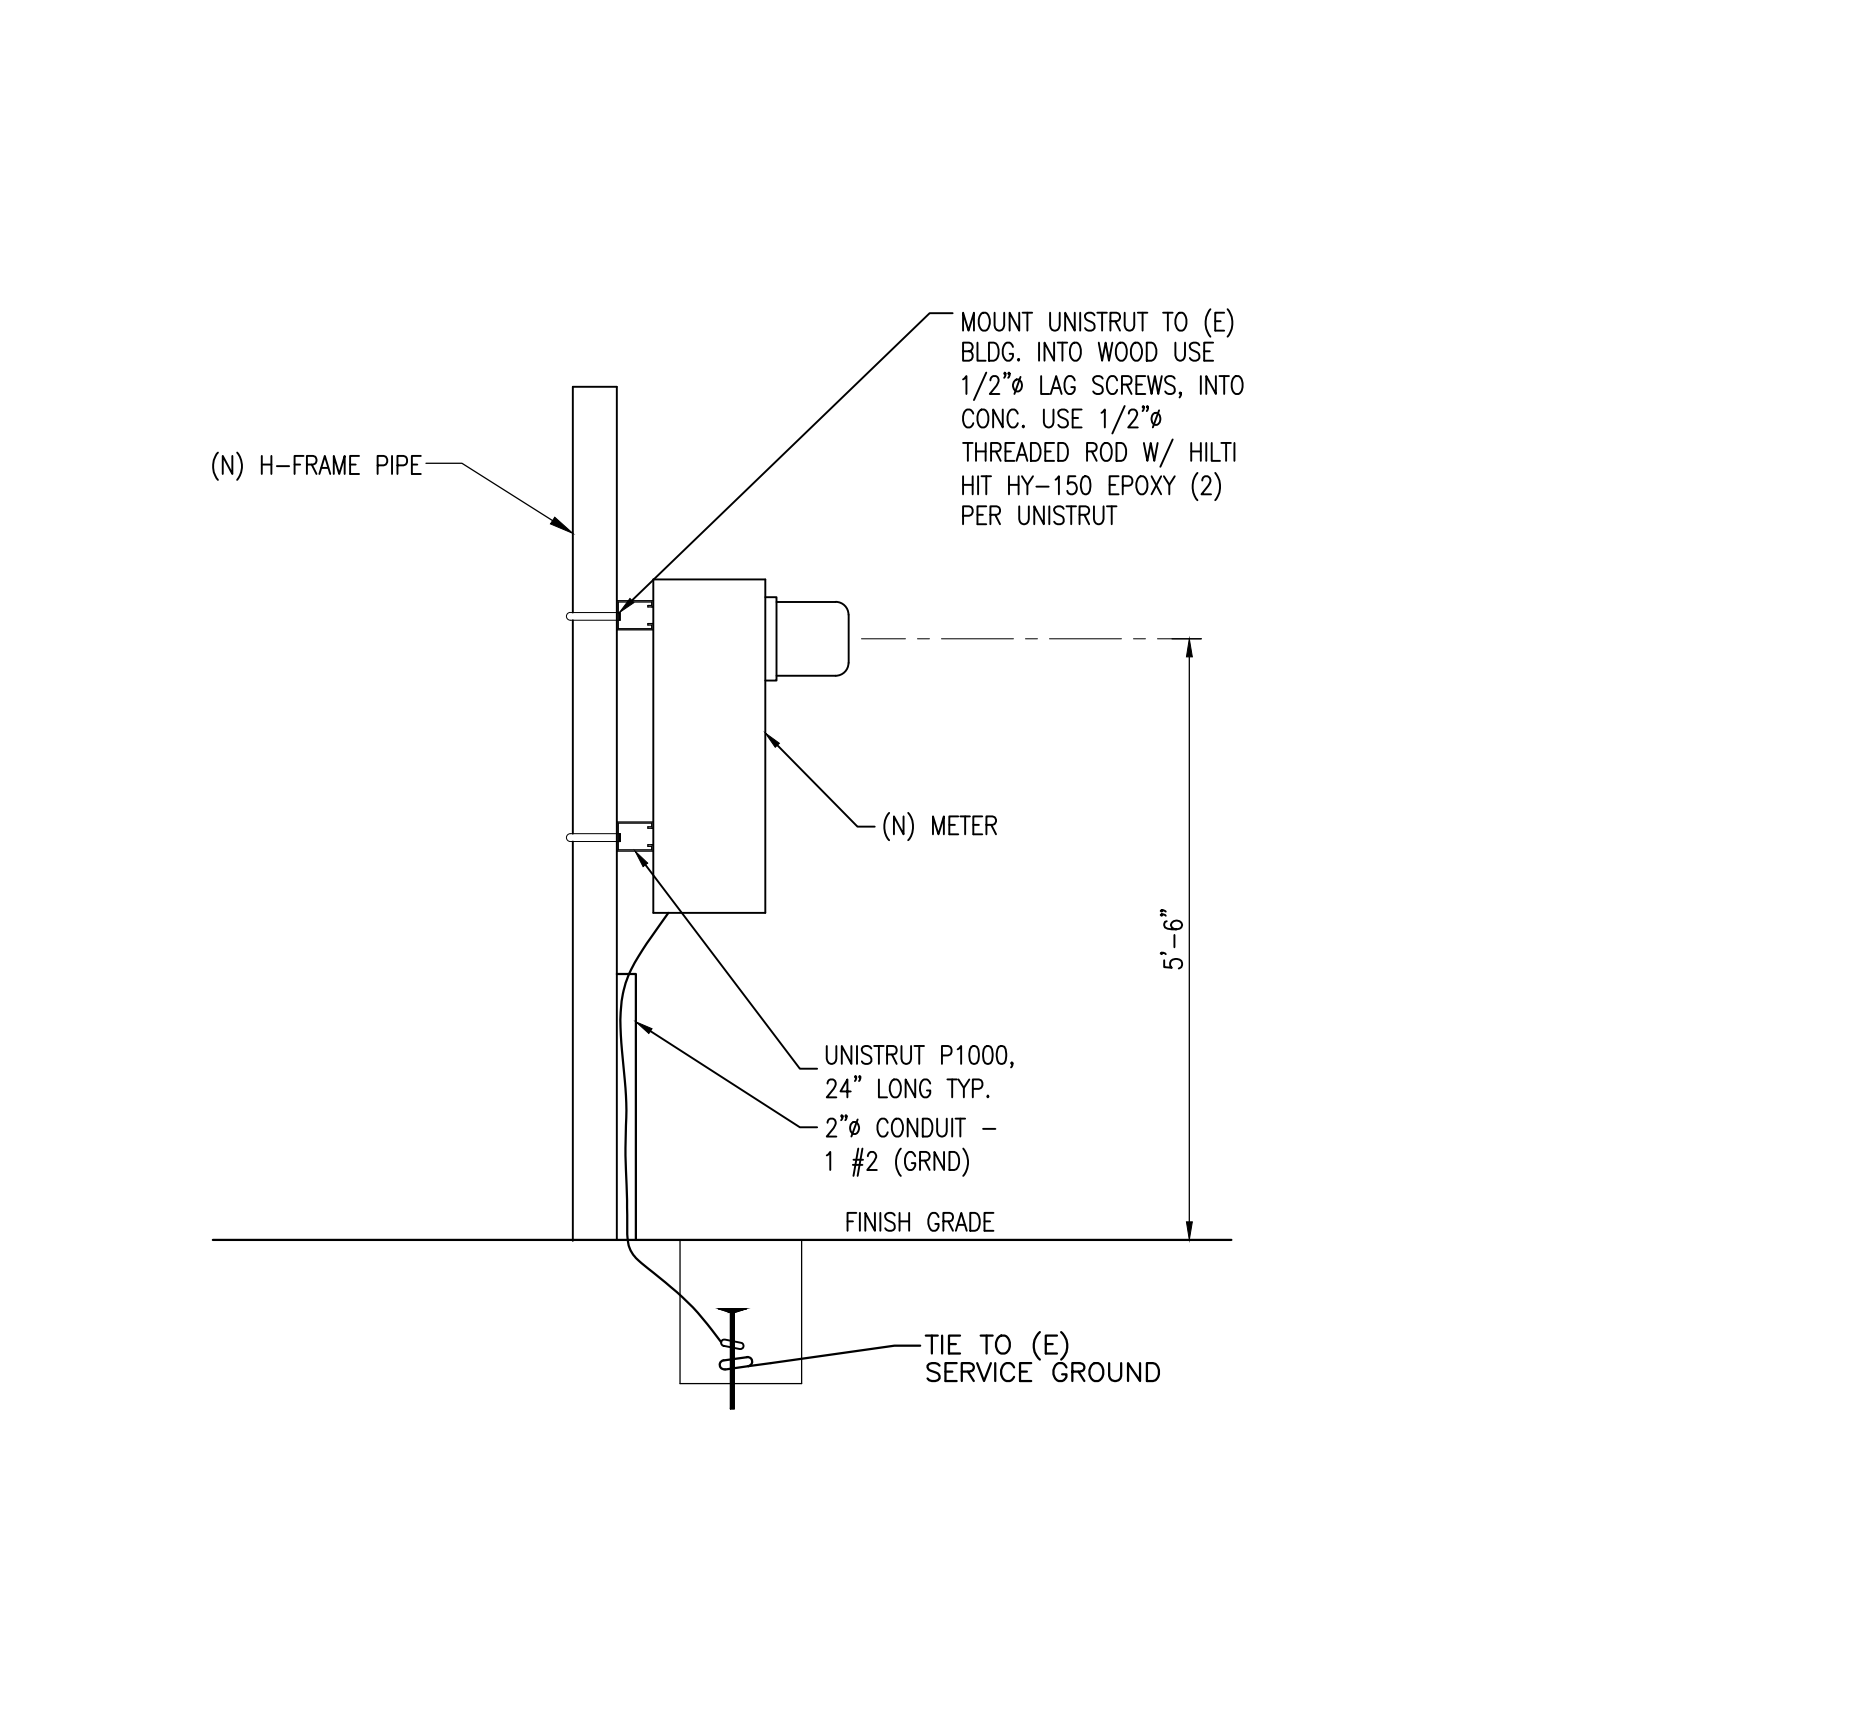 MOUNT UNISTRUT TO (E)
BLDG. INTO WOOD USE
1/2"ø LAG SCREWS, INTO
CONC. USE 1/2"ø
THREADED ROD W/ HILTI
HIT HY-150 EPOXY (2)
PER UNISTRUT
(N) H-FRAME PIPE
(N) METER
5'-6"
UNISTRUT P1000,
24" LONG TYP.
2"ø CONDUIT -
1 #2 (GRND)
FINISH GRADE
TIE TO (E)
SERVICE GROUND